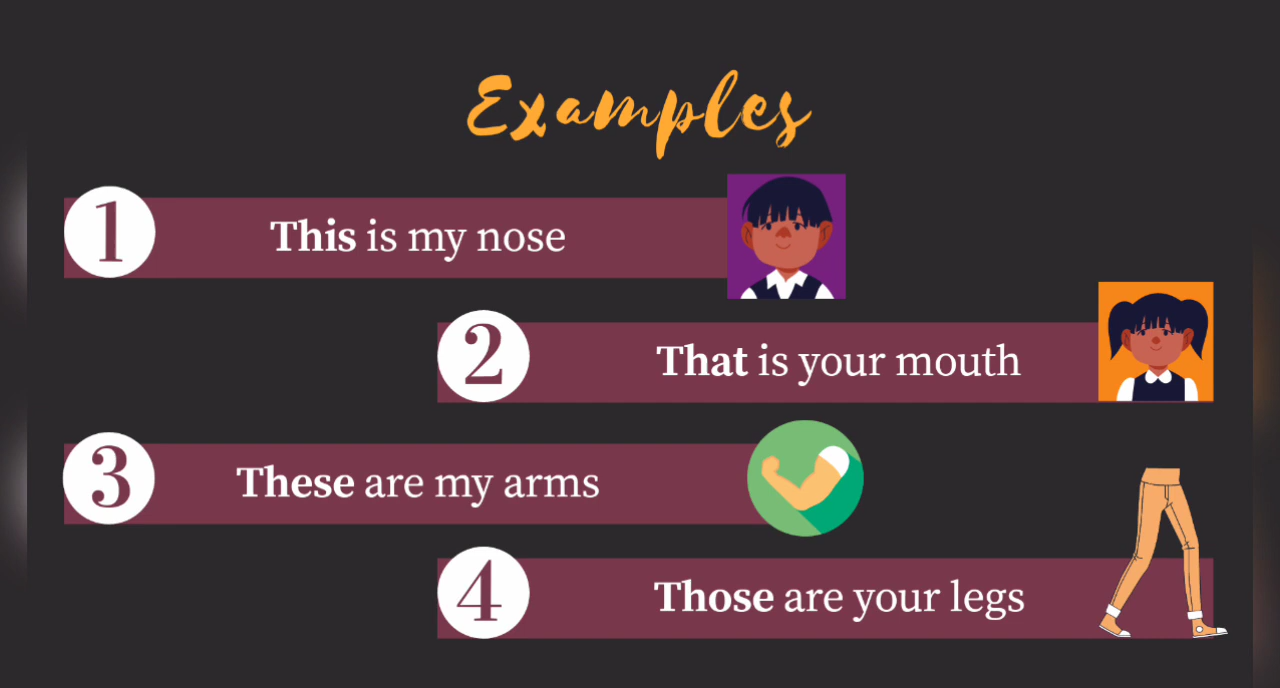 Examples
1 This is my nose
2 That is your mouth
3 These are my arms
4 Those are your legs